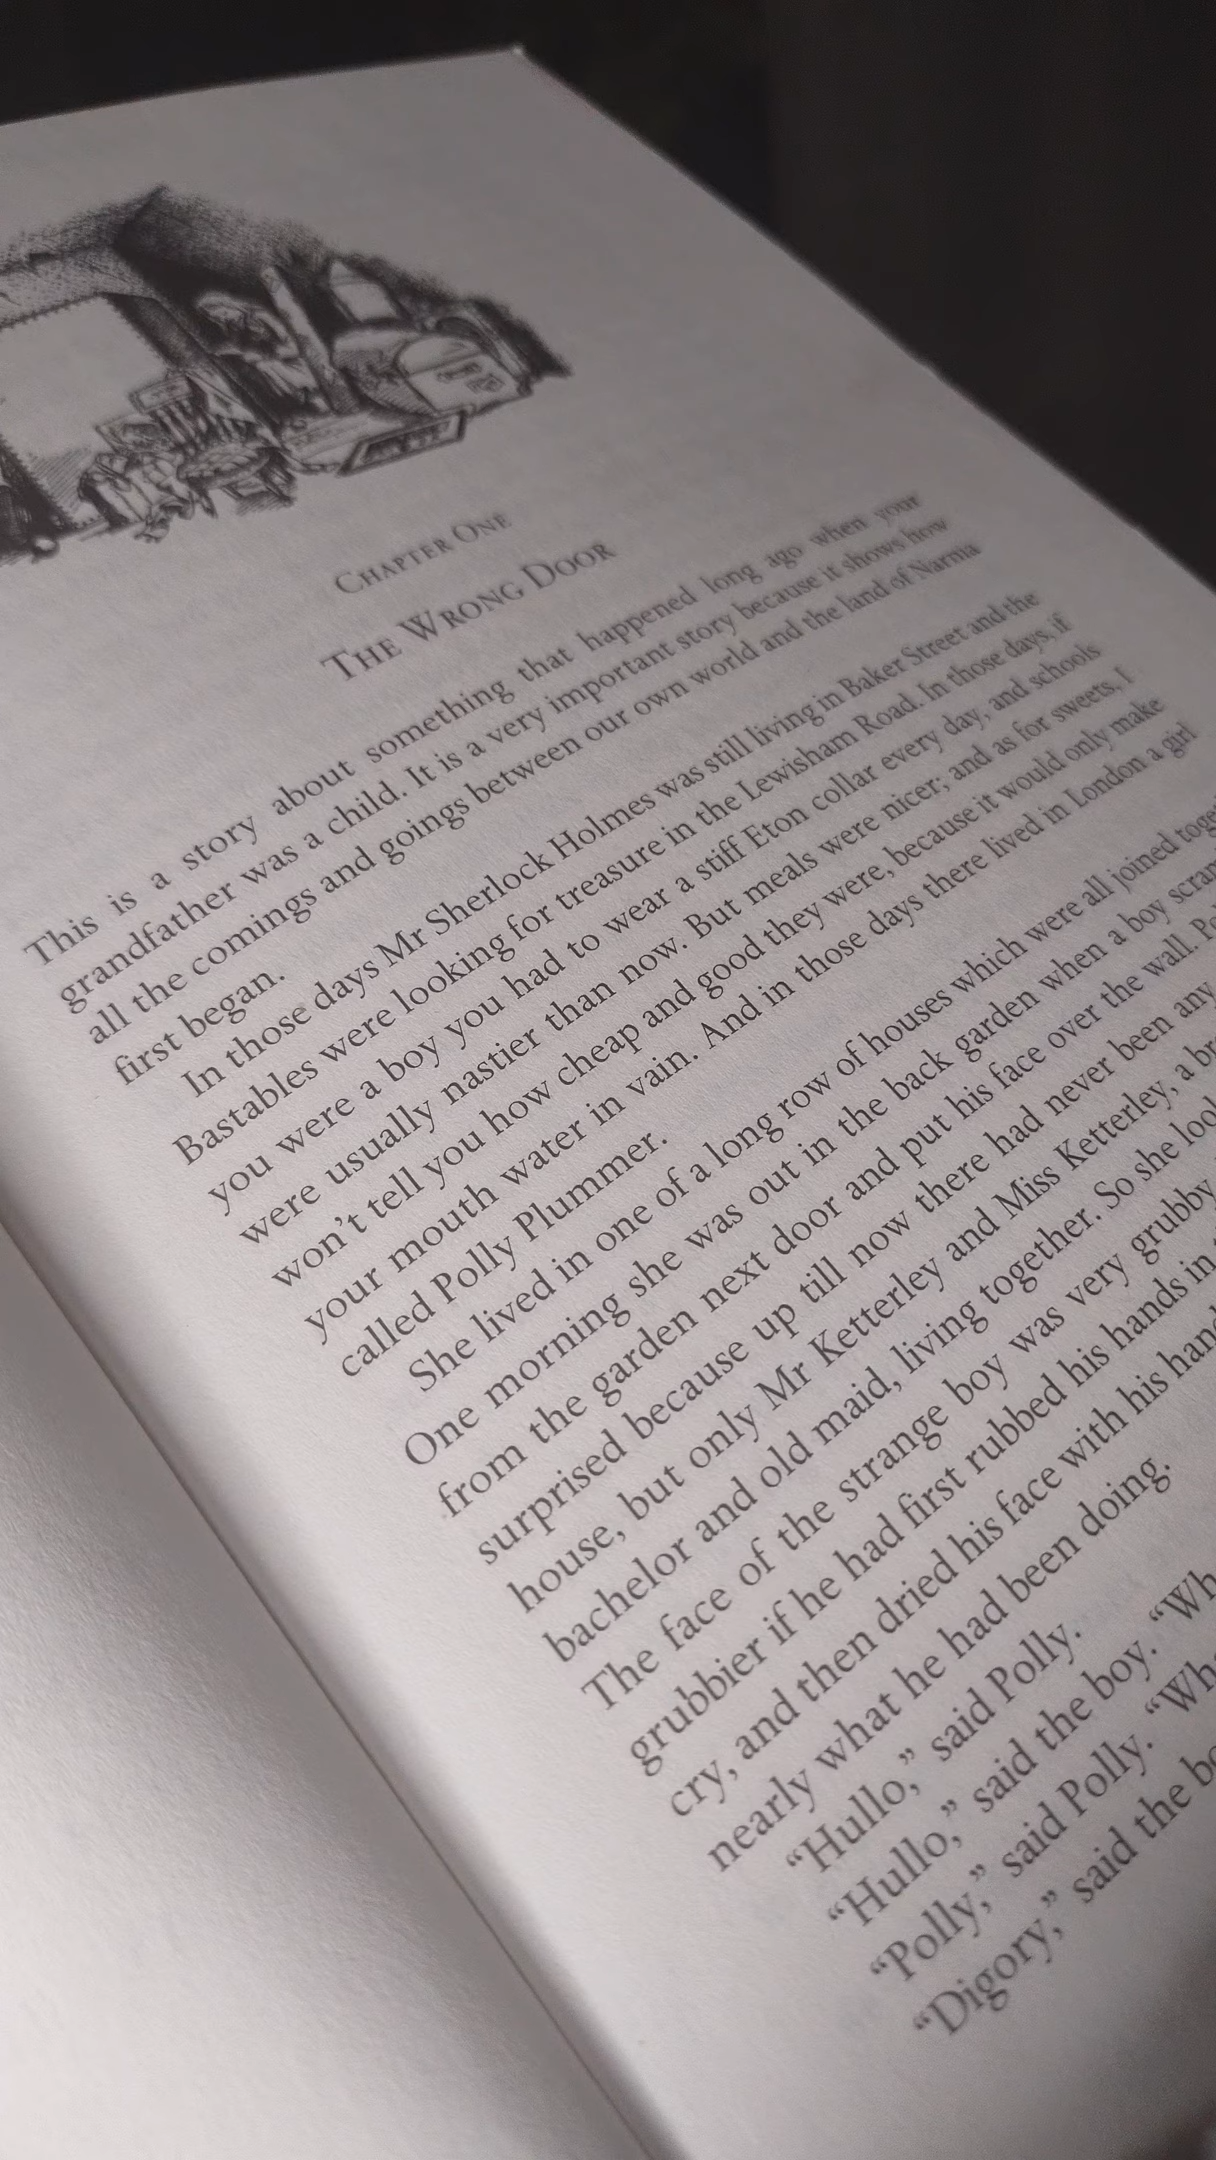 CHAPTER ONE
THE WRONG DOOR
This is a story about something that happened long ago when your
grandfather was a child. It is a very important story because it shows how
all the comings and goings between our own world and the land of Narnia
first began.
In those days Mr Sherlock Holmes was still living in Baker Street and the
Bastables were looking for treasure in the Lewisham Road. In those days, if
you were a boy you had to wear a stiff Eton collar every day, and schools
were usually nastier than now. But meals were nicer; and as for sweets, I
won't tell you how cheap and good they were, because it would only make
your mouth water in vain. And in those days there lived in London a girl
called Polly Plummer.
She lived in one of a long row of houses which were all joined
One morning she was out in the back garden when a boy
from the garden next door and put his face over the wall.
surprised because up till now there had never been any
house, but only Mr Ketterley and Miss Ketterley, a
bachelor and old maid, living together. So she
The face of the strange boy was very grubby
grubbier if he had first rubbed his hands in
cry, and then dried his face with his
nearly what he had been doing.
“Hullo,” said Polly.
“Hullo,” said the boy.
“Polly,” said Polly.
“Digory,” said the